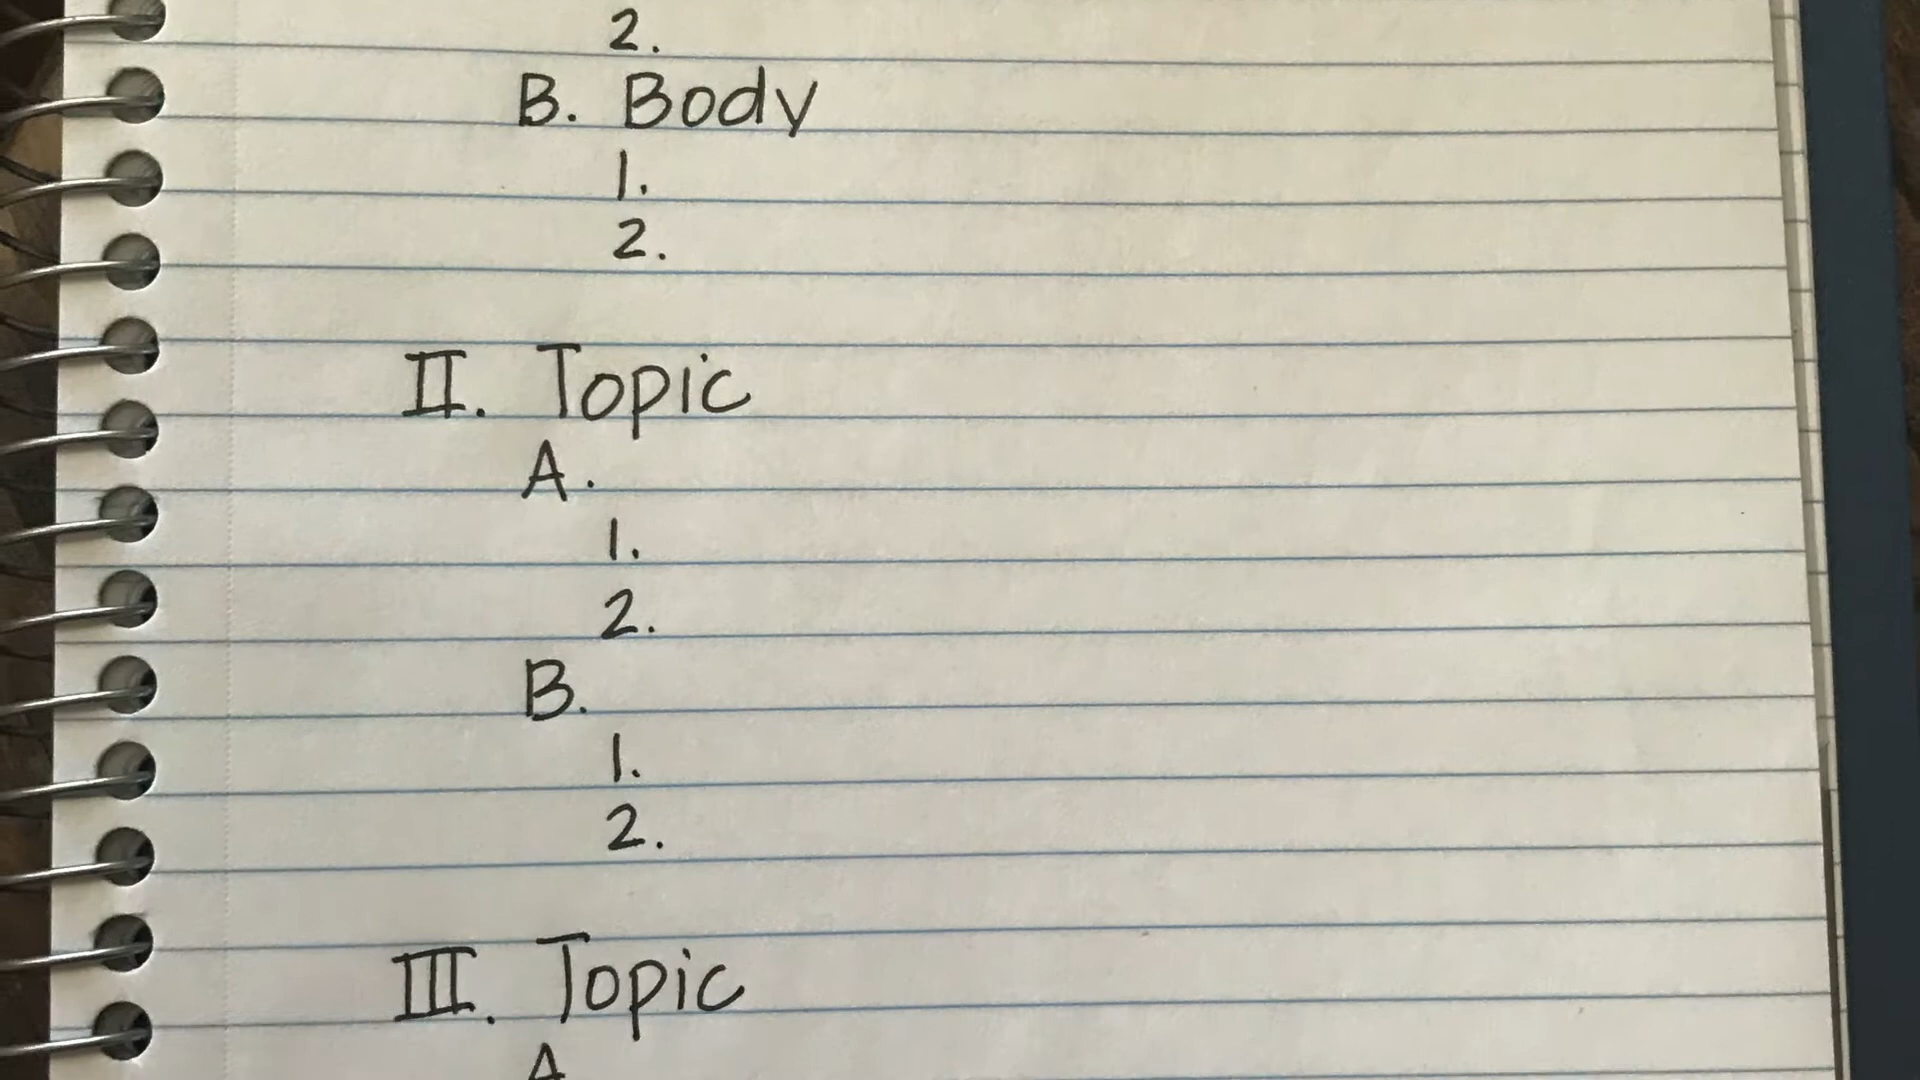 2.
B. Body
1.
2.
II. Topic
A.
1.
2.
B.
1.
2.
III. Topic
A